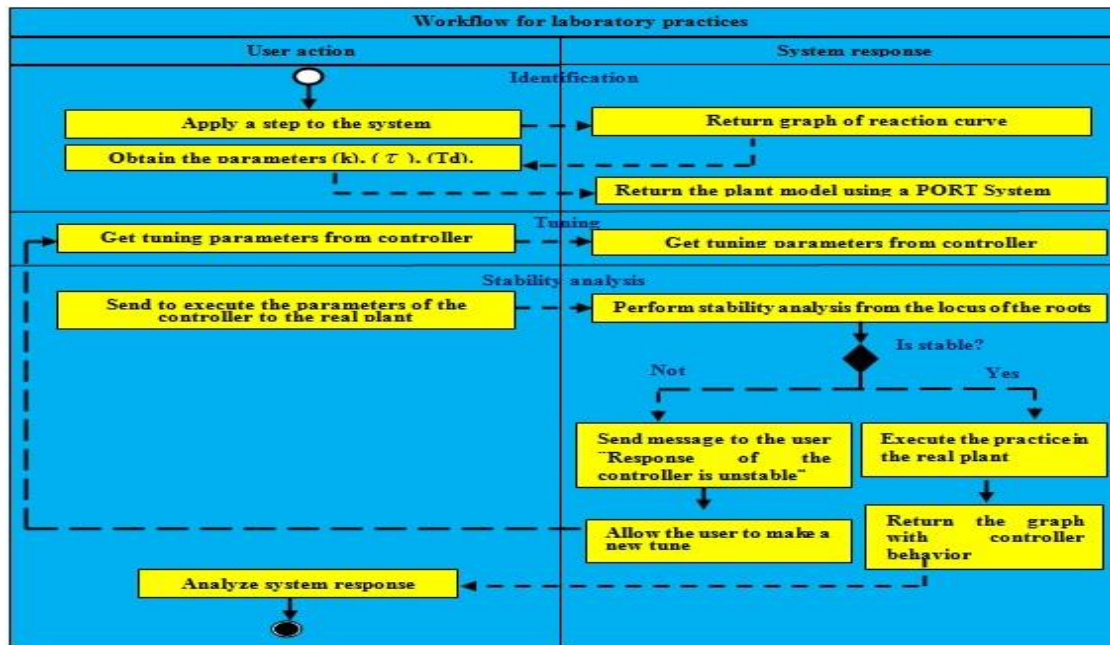 Workflow for laboratory practices
User action
System response
Identification
Apply a step to the system
Return graph of reaction curve
Obtain the parameters (k). ( τ ). (Td).
Return the plant model using a PORT System
Tuning
Get tuning parameters from controller
Get tuning parameters from controller
Stability analysis
Send to execute the parameters of the
controller to the real plant
Perform stability analysis from the locus of the roots
Is stable?
Not
Yes
Send message to the user
¨Response of the
controller is unstable¨
Execute the practice in
the real plant
Allow the user to make a
new tune
Return the graph
with controller
behavior
Analyze system response